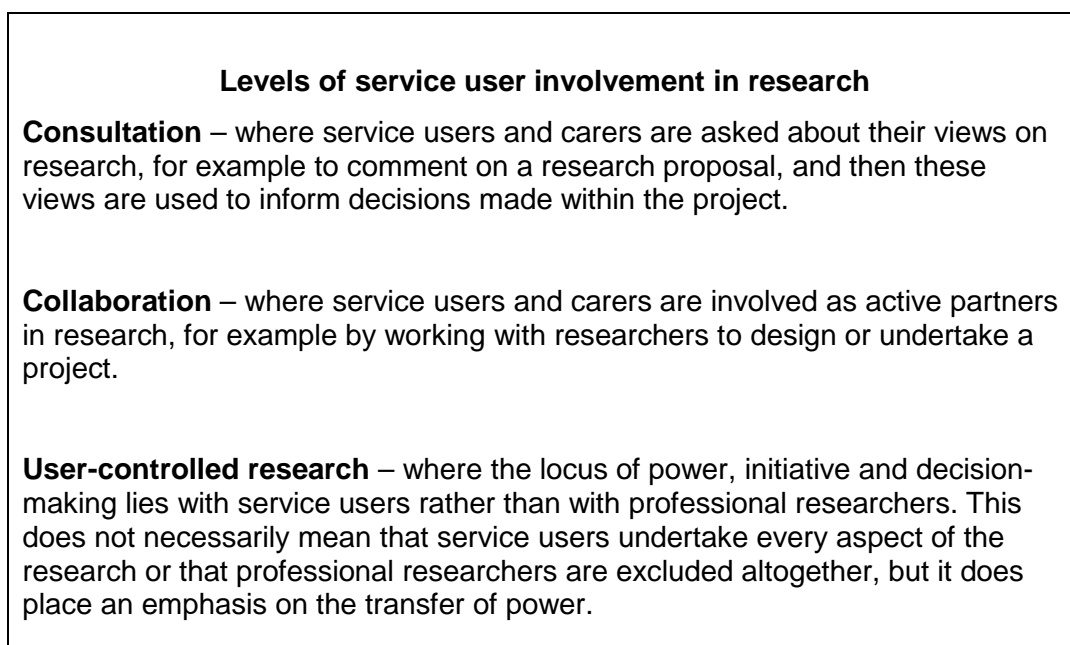 Levels of service user involvement in research
Consultation – where service users and carers are asked about their views on
research, for example to comment on a research proposal, and then these
views are used to inform decisions made within the project.
Collaboration – where service users and carers are involved as active partners
in research, for example by working with researchers to design or undertake a
project.
User-controlled research – where the locus of power, initiative and decision-
making lies with service users rather than with professional researchers. This
does not necessarily mean that service users undertake every aspect of the
research or that professional researchers are excluded altogether, but it does
place an emphasis on the transfer of power.